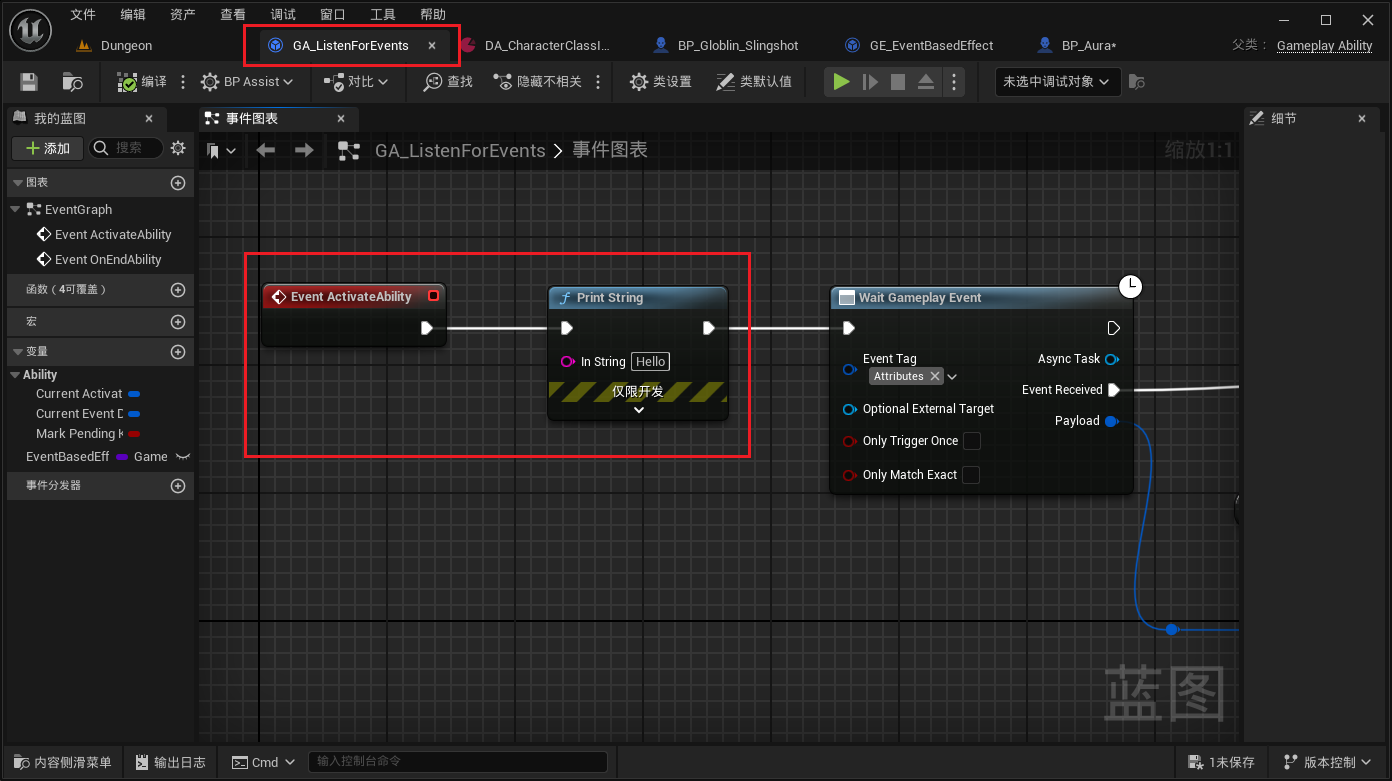 文件 编辑 资产 查看 调试 窗口 工具 帮助
Dungeon GA_ListenForEvents DA_CharacterClassI... BP_Globlin_Slingshot GE_EventBasedEffect BP_Aura* 父类： Gameplay Ability
编译 BP Assist 对比 查找 隐藏不相关 类设置 类默认值 未选中调试对象
我的蓝图 事件图表 细节
添加 搜索
GA_ListenForEvents > 事件图表 缩放1:1
图表
EventGraph
Event ActivateAbility
Event OnEndAbility
函数（4可覆盖）
宏
变量
Ability
Current Activat
Current Event D
Mark Pending K
EventBasedEff Game
事件分发器
Event ActivateAbility
Print String
In String Hello
仅限开发
Wait Gameplay Event
Event Tag
Attributes
Optional External Target
Only Trigger Once
Only Match Exact
Async Task
Event Received
Payload
蓝图
内容侧滑菜单 输出日志 Cmd 输入控制台命令 1未保存 版本控制